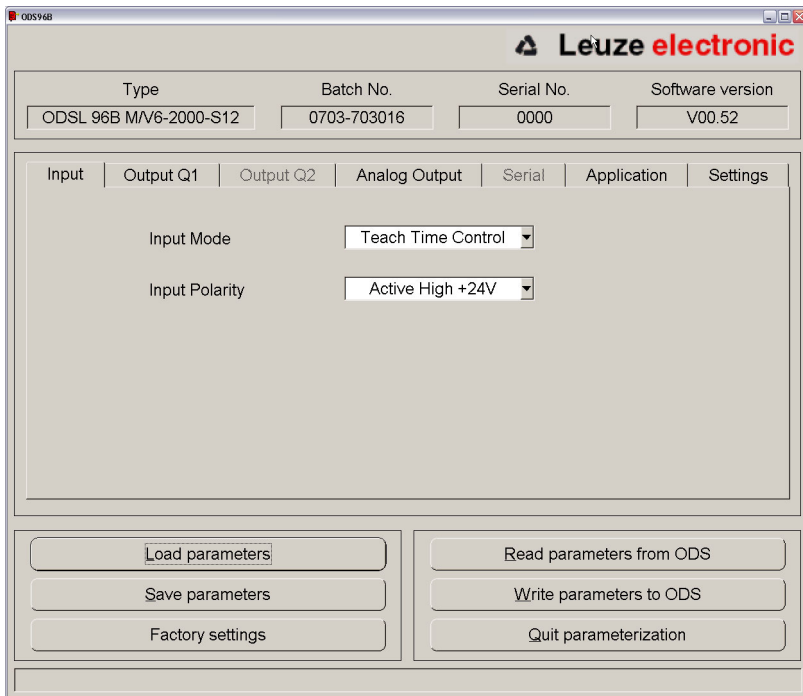 ODS96B
Leuze electronic
Type Batch No. Serial No. Software version
ODSL 96B M/V6-2000-S12 0703-703016 0000 V00.52
Input Output Q1 Output Q2 Analog Output Serial Application Settings
Input Mode Teach Time Control
Input Polarity Active High +24V
Load parameters Read parameters from ODS
Save parameters Write parameters to ODS
Factory settings Quit parameterization